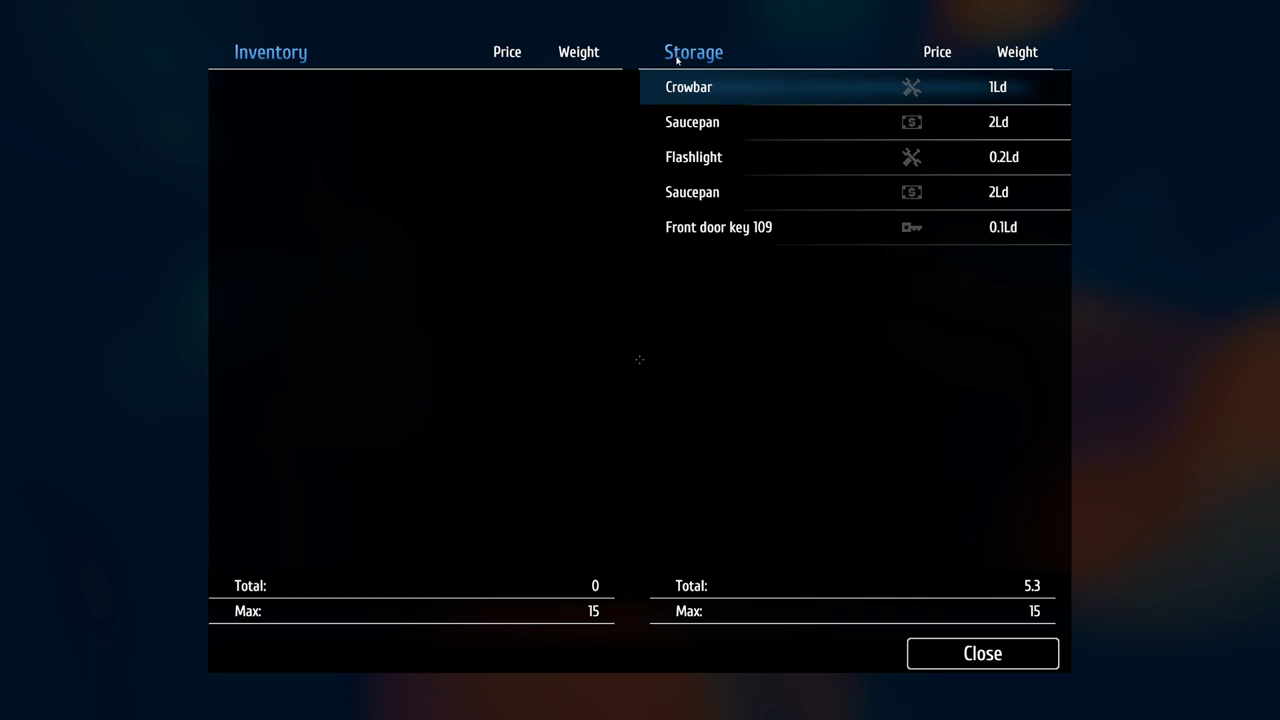 Inventory Price Weight
Storage Price Weight
Crowbar 1Ld
Saucepan 2Ld
Flashlight 0.2Ld
Saucepan 2Ld
Front door key 109 0.1Ld
Total: 0
Max: 15
Total: 5.3
Max: 15
Close